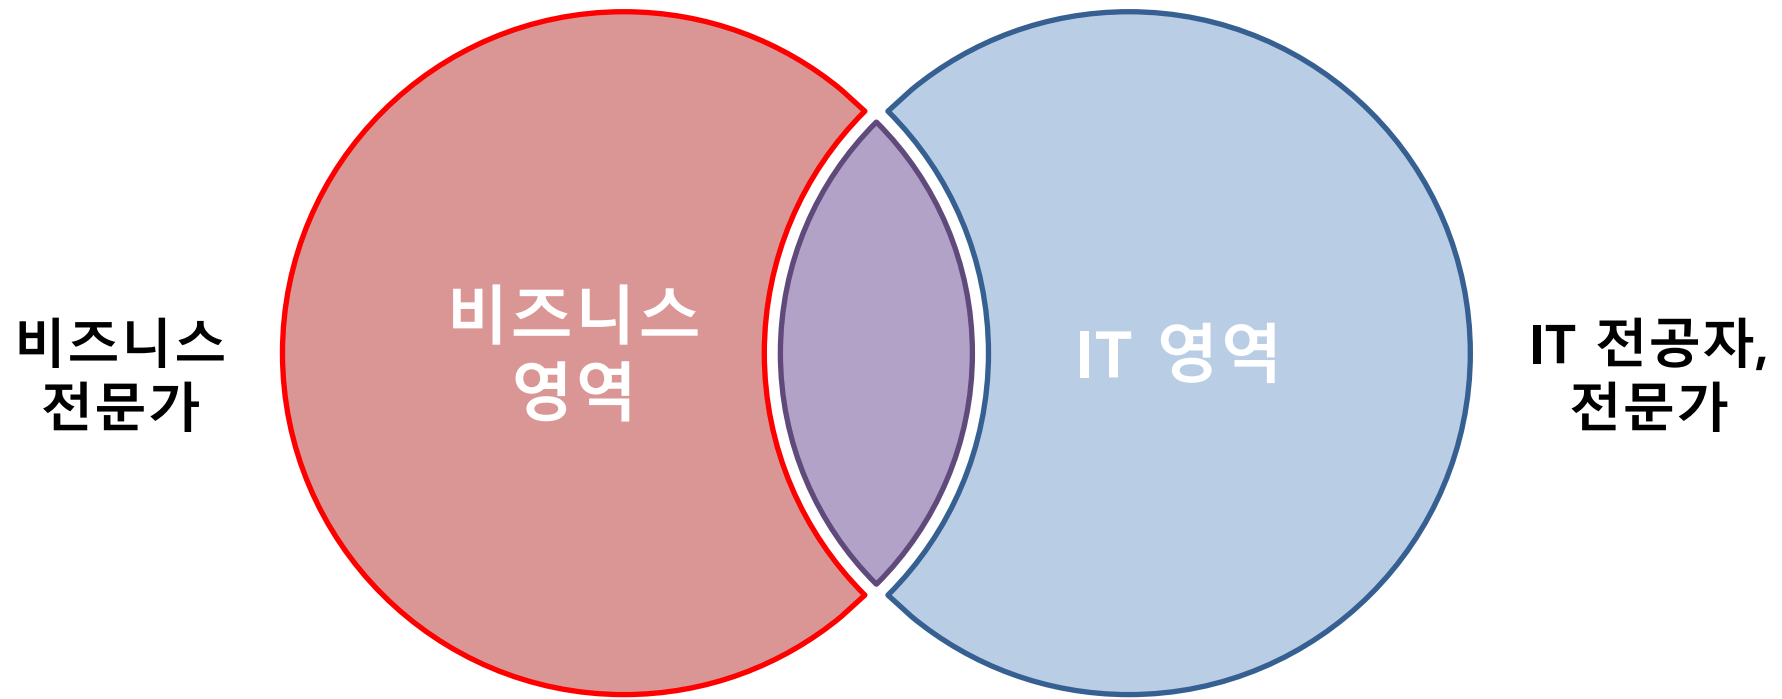 비즈니스
전문가
비즈니스
영역
IT 영역
IT 전공자,
전문가